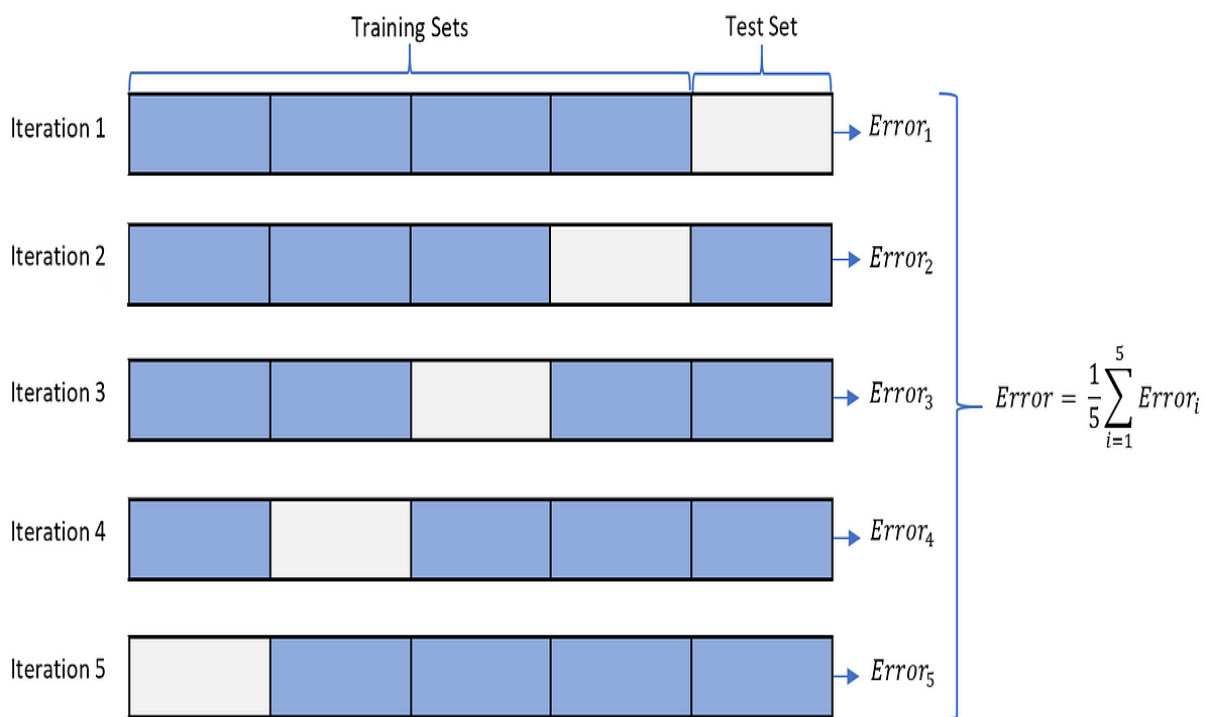 Training Sets
Test Set
Iteration 1
Error₁
Iteration 2
Error₂
Iteration 3
Error₃
Error = 1/5 ∑_{i=1}^{5} Errorᵢ
Iteration 4
Error₄
Iteration 5
Error₅